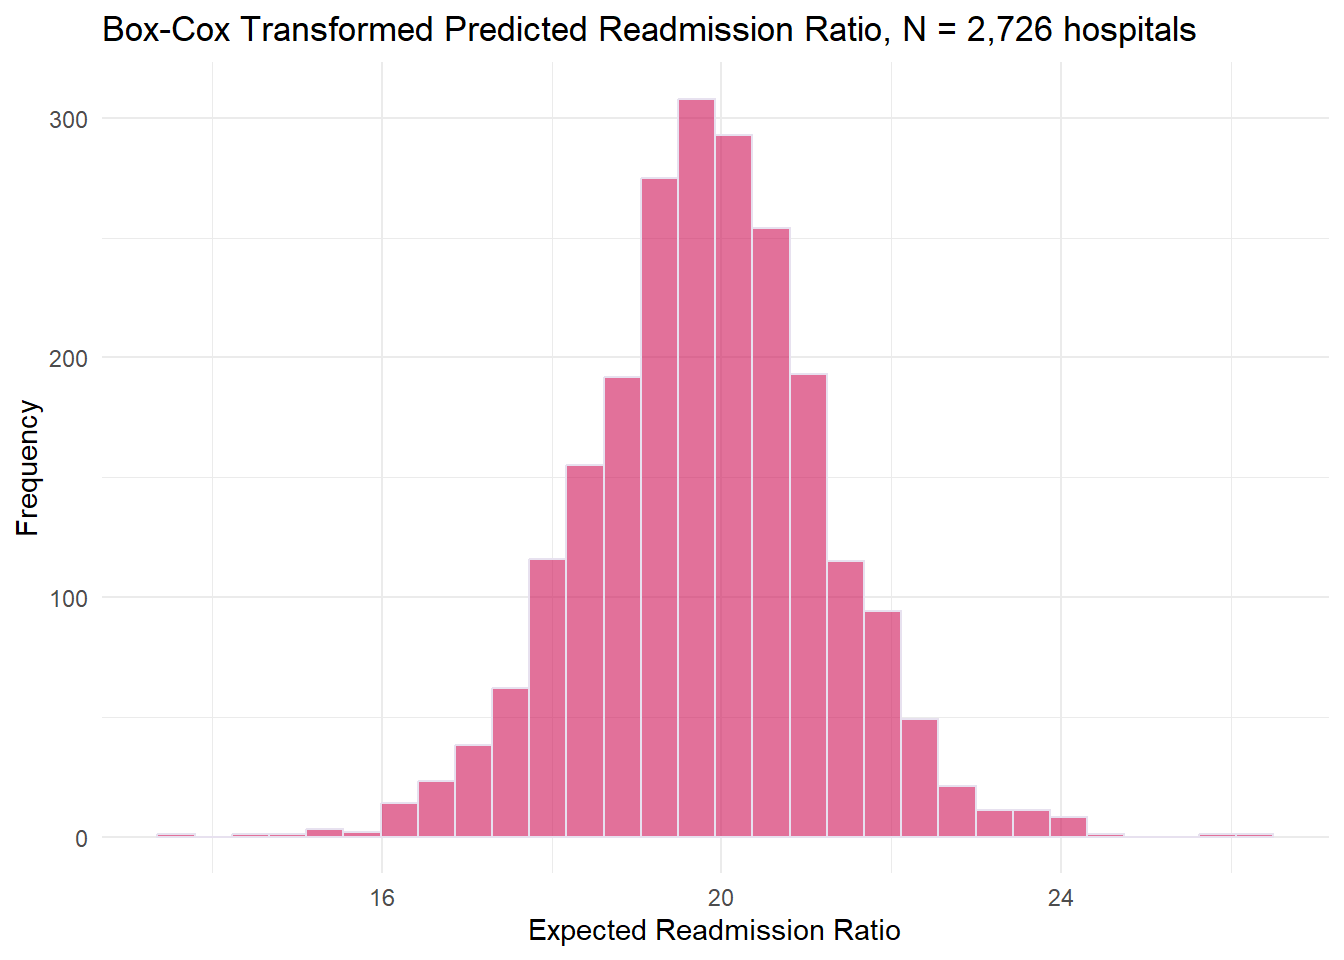 Box-Cox Transformed Predicted Readmission Ratio, N = 2,726 hospitals
300
200
100
0
Frequency
16
20
24
Expected Readmission Ratio